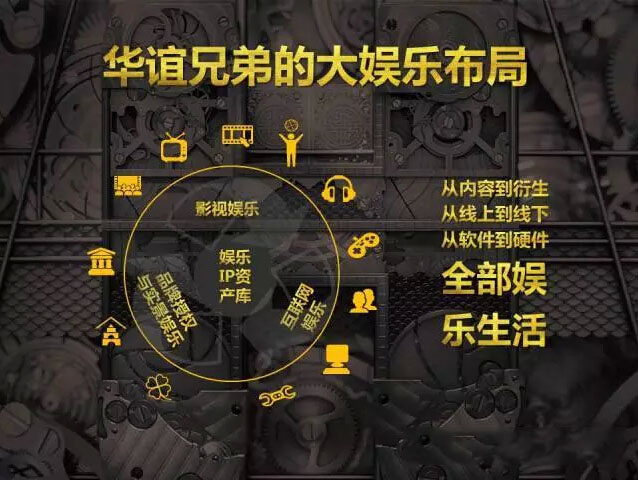 华谊兄弟的大娱乐布局
影视娱乐
娱乐
IP资
产库
品牌授权
与实景娱乐
互联网
娱乐
从内容到衍生
从线上到线下
从软件到硬件
全部娱
乐生活